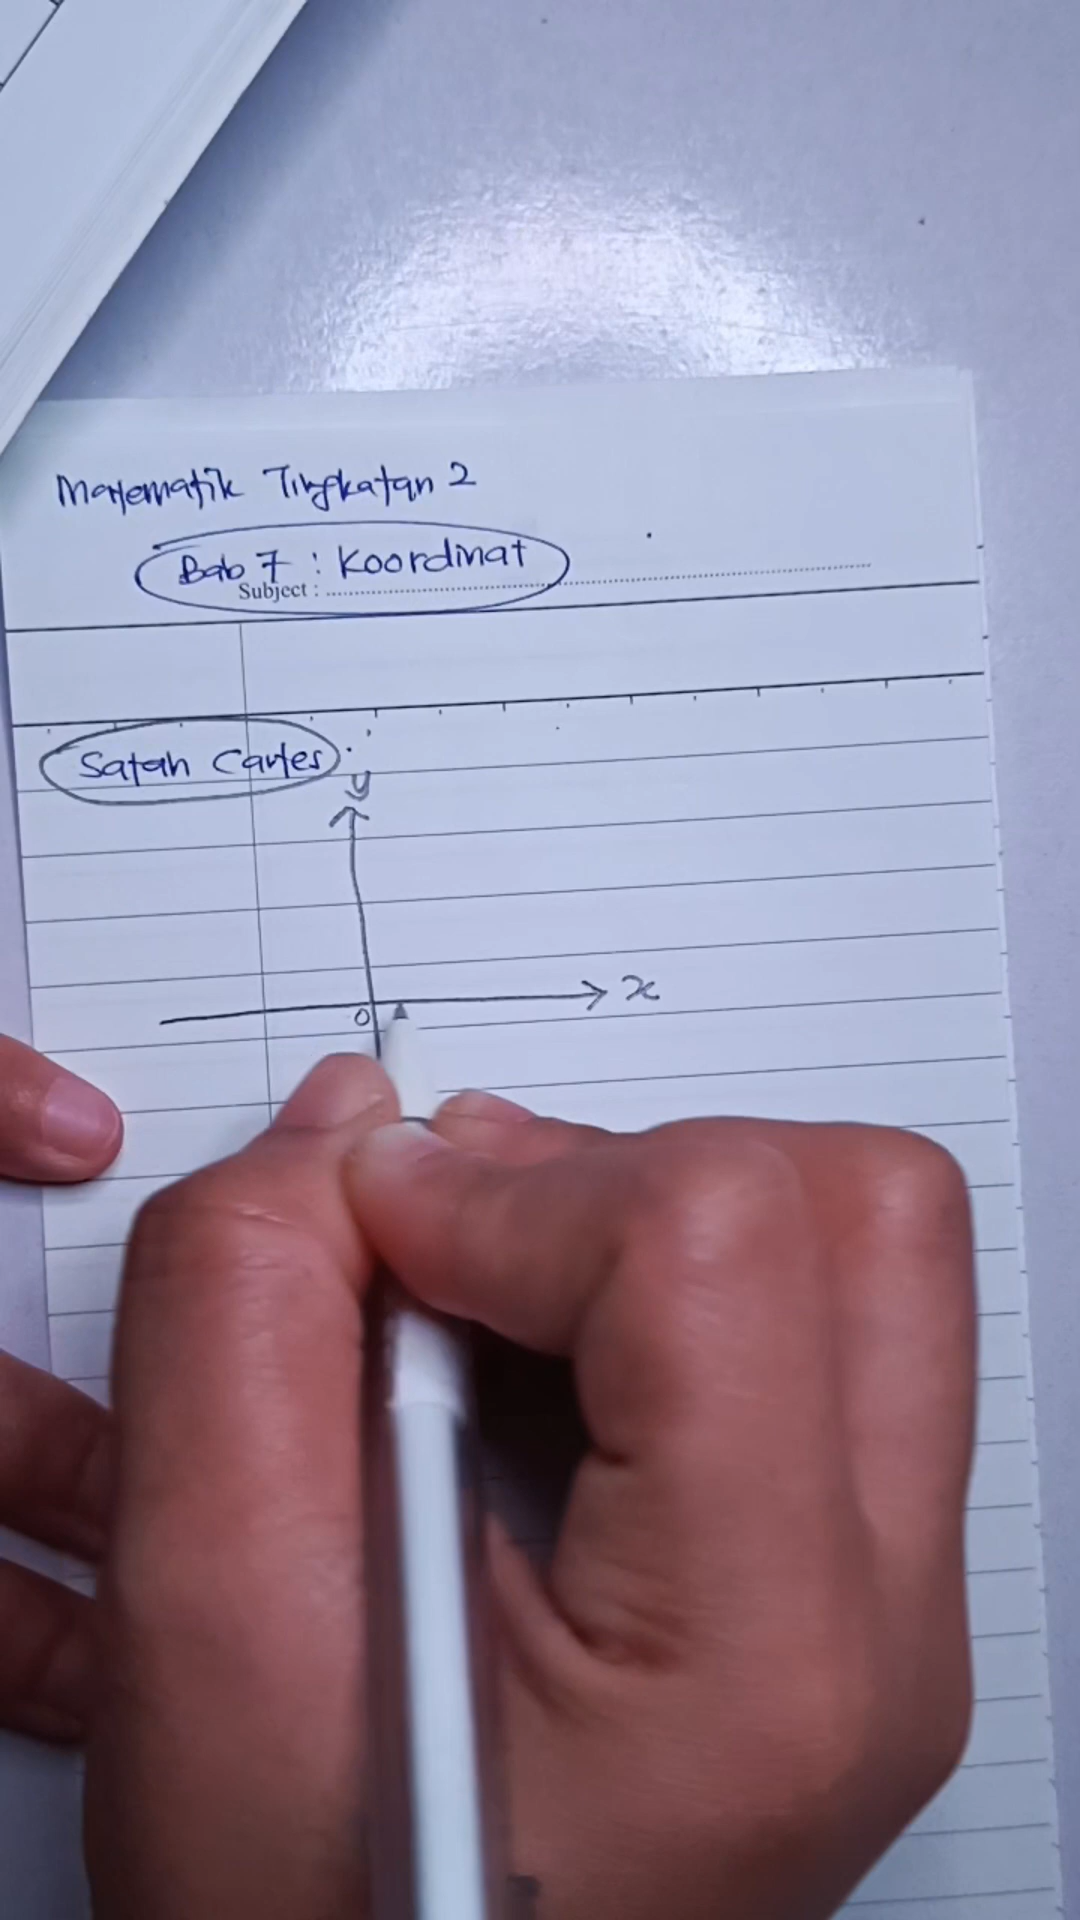 Matematik Tingkatan 2
Bab 7 : Koordinat
Subject :
Satah Cartes
y
x
0